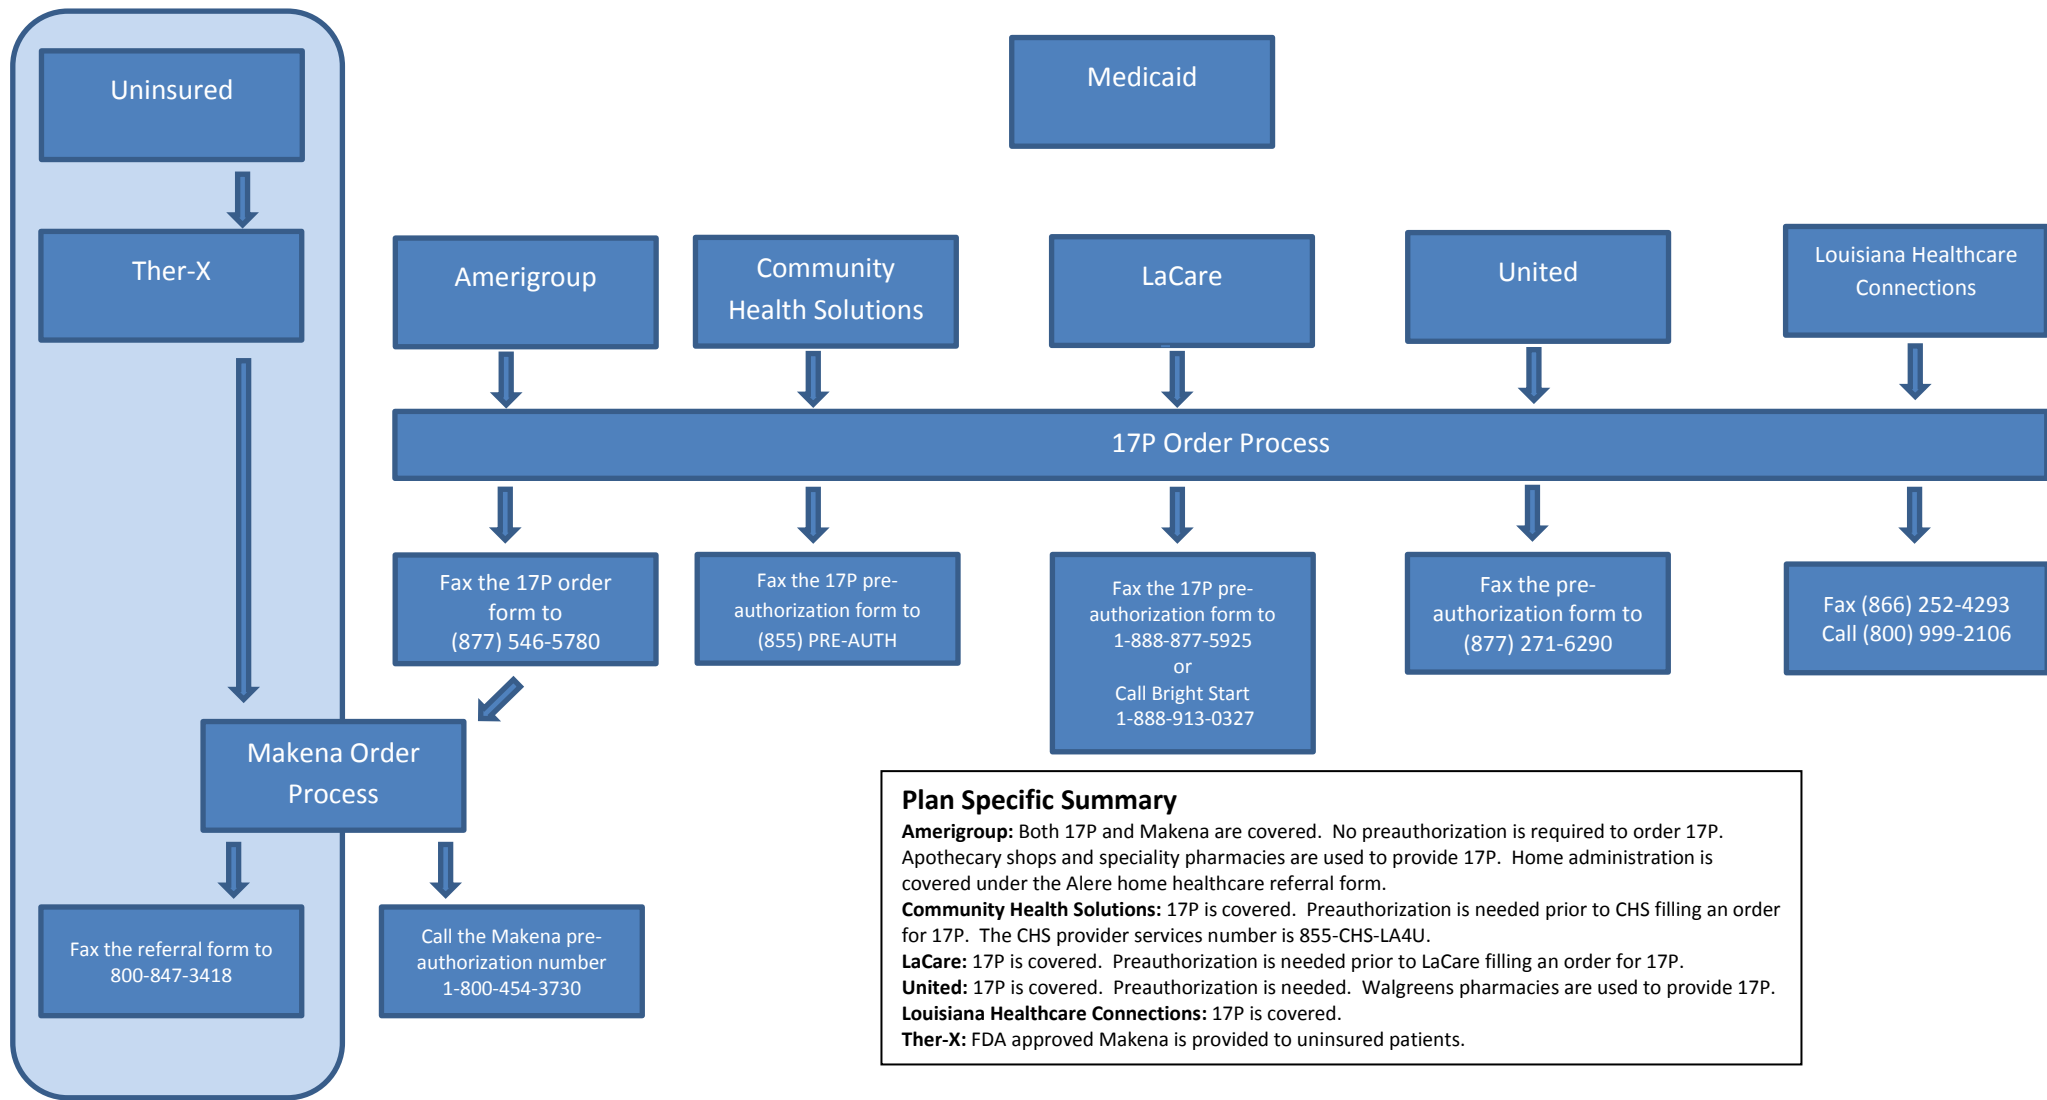 Uninsured
Medicaid
Ther-X
Amerigroup
Community
Health Solutions
LaCare
United
Louisiana Healthcare
Connections
17P Order Process
Fax the 17P order
form to
(877) 546-5780
Fax the 17P pre-
authorization form to
(855) PRE-AUTH
Fax the 17P pre-
authorization form to
1-888-877-5925
or
Call Bright Start
1-888-913-0327
Fax the pre-
authorization form to
(877) 271-6290
Fax (866) 252-4293
Call (800) 999-2106
Makena Order
Process
Fax the referral form to
800-847-3418
Call the Makena pre-
authorization number
1-800-454-3730
Plan Specific Summary
Amerigroup: Both 17P and Makena are covered. No preauthorization is required to order 17P.
Apothecary shops and speciality pharmacies are used to provide 17P. Home administration is
covered under the Alere home healthcare referral form.
Community Health Solutions: 17P is covered. Preauthorization is needed prior to CHS filling an order
for 17P. The CHS provider services number is 855-CHS-LA4U.
LaCare: 17P is covered. Preauthorization is needed prior to LaCare filling an order for 17P.
United: 17P is covered. Preauthorization is needed. Walgreens pharmacies are used to provide 17P.
Louisiana Healthcare Connections: 17P is covered.
Ther-X: FDA approved Makena is provided to uninsured patients.